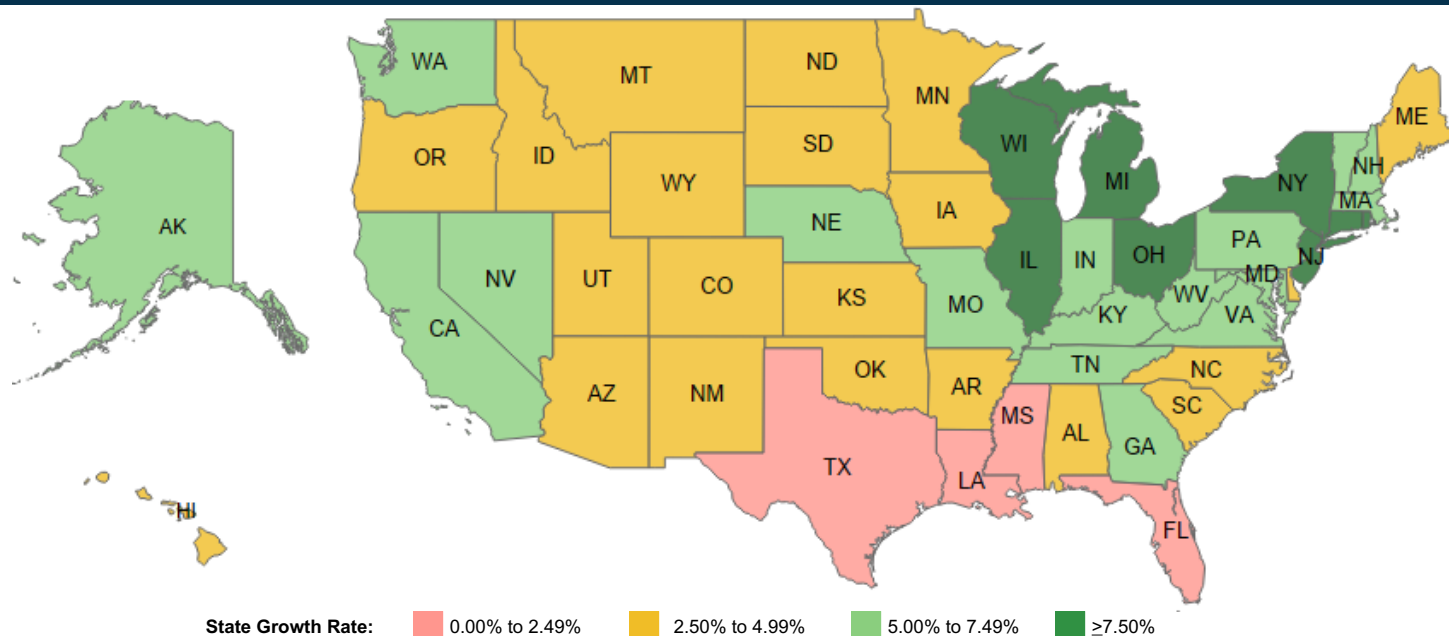 WA
MT
ND
MN
ME
OR
ID
SD
WI
MI
NY
NH
MA
WY
AK
NE
IA
IL
IN
OH
PA
NJ
NV
UT
CO
KS
MO
KY
WV
MD
VA
CA
AZ
NM
OK
AR
TN
NC
SC
MS
AL
GA
TX
LA
FL
HI
State Growth Rate: 0.00% to 2.49% 2.50% to 4.99% 5.00% to 7.49% ≥7.50%